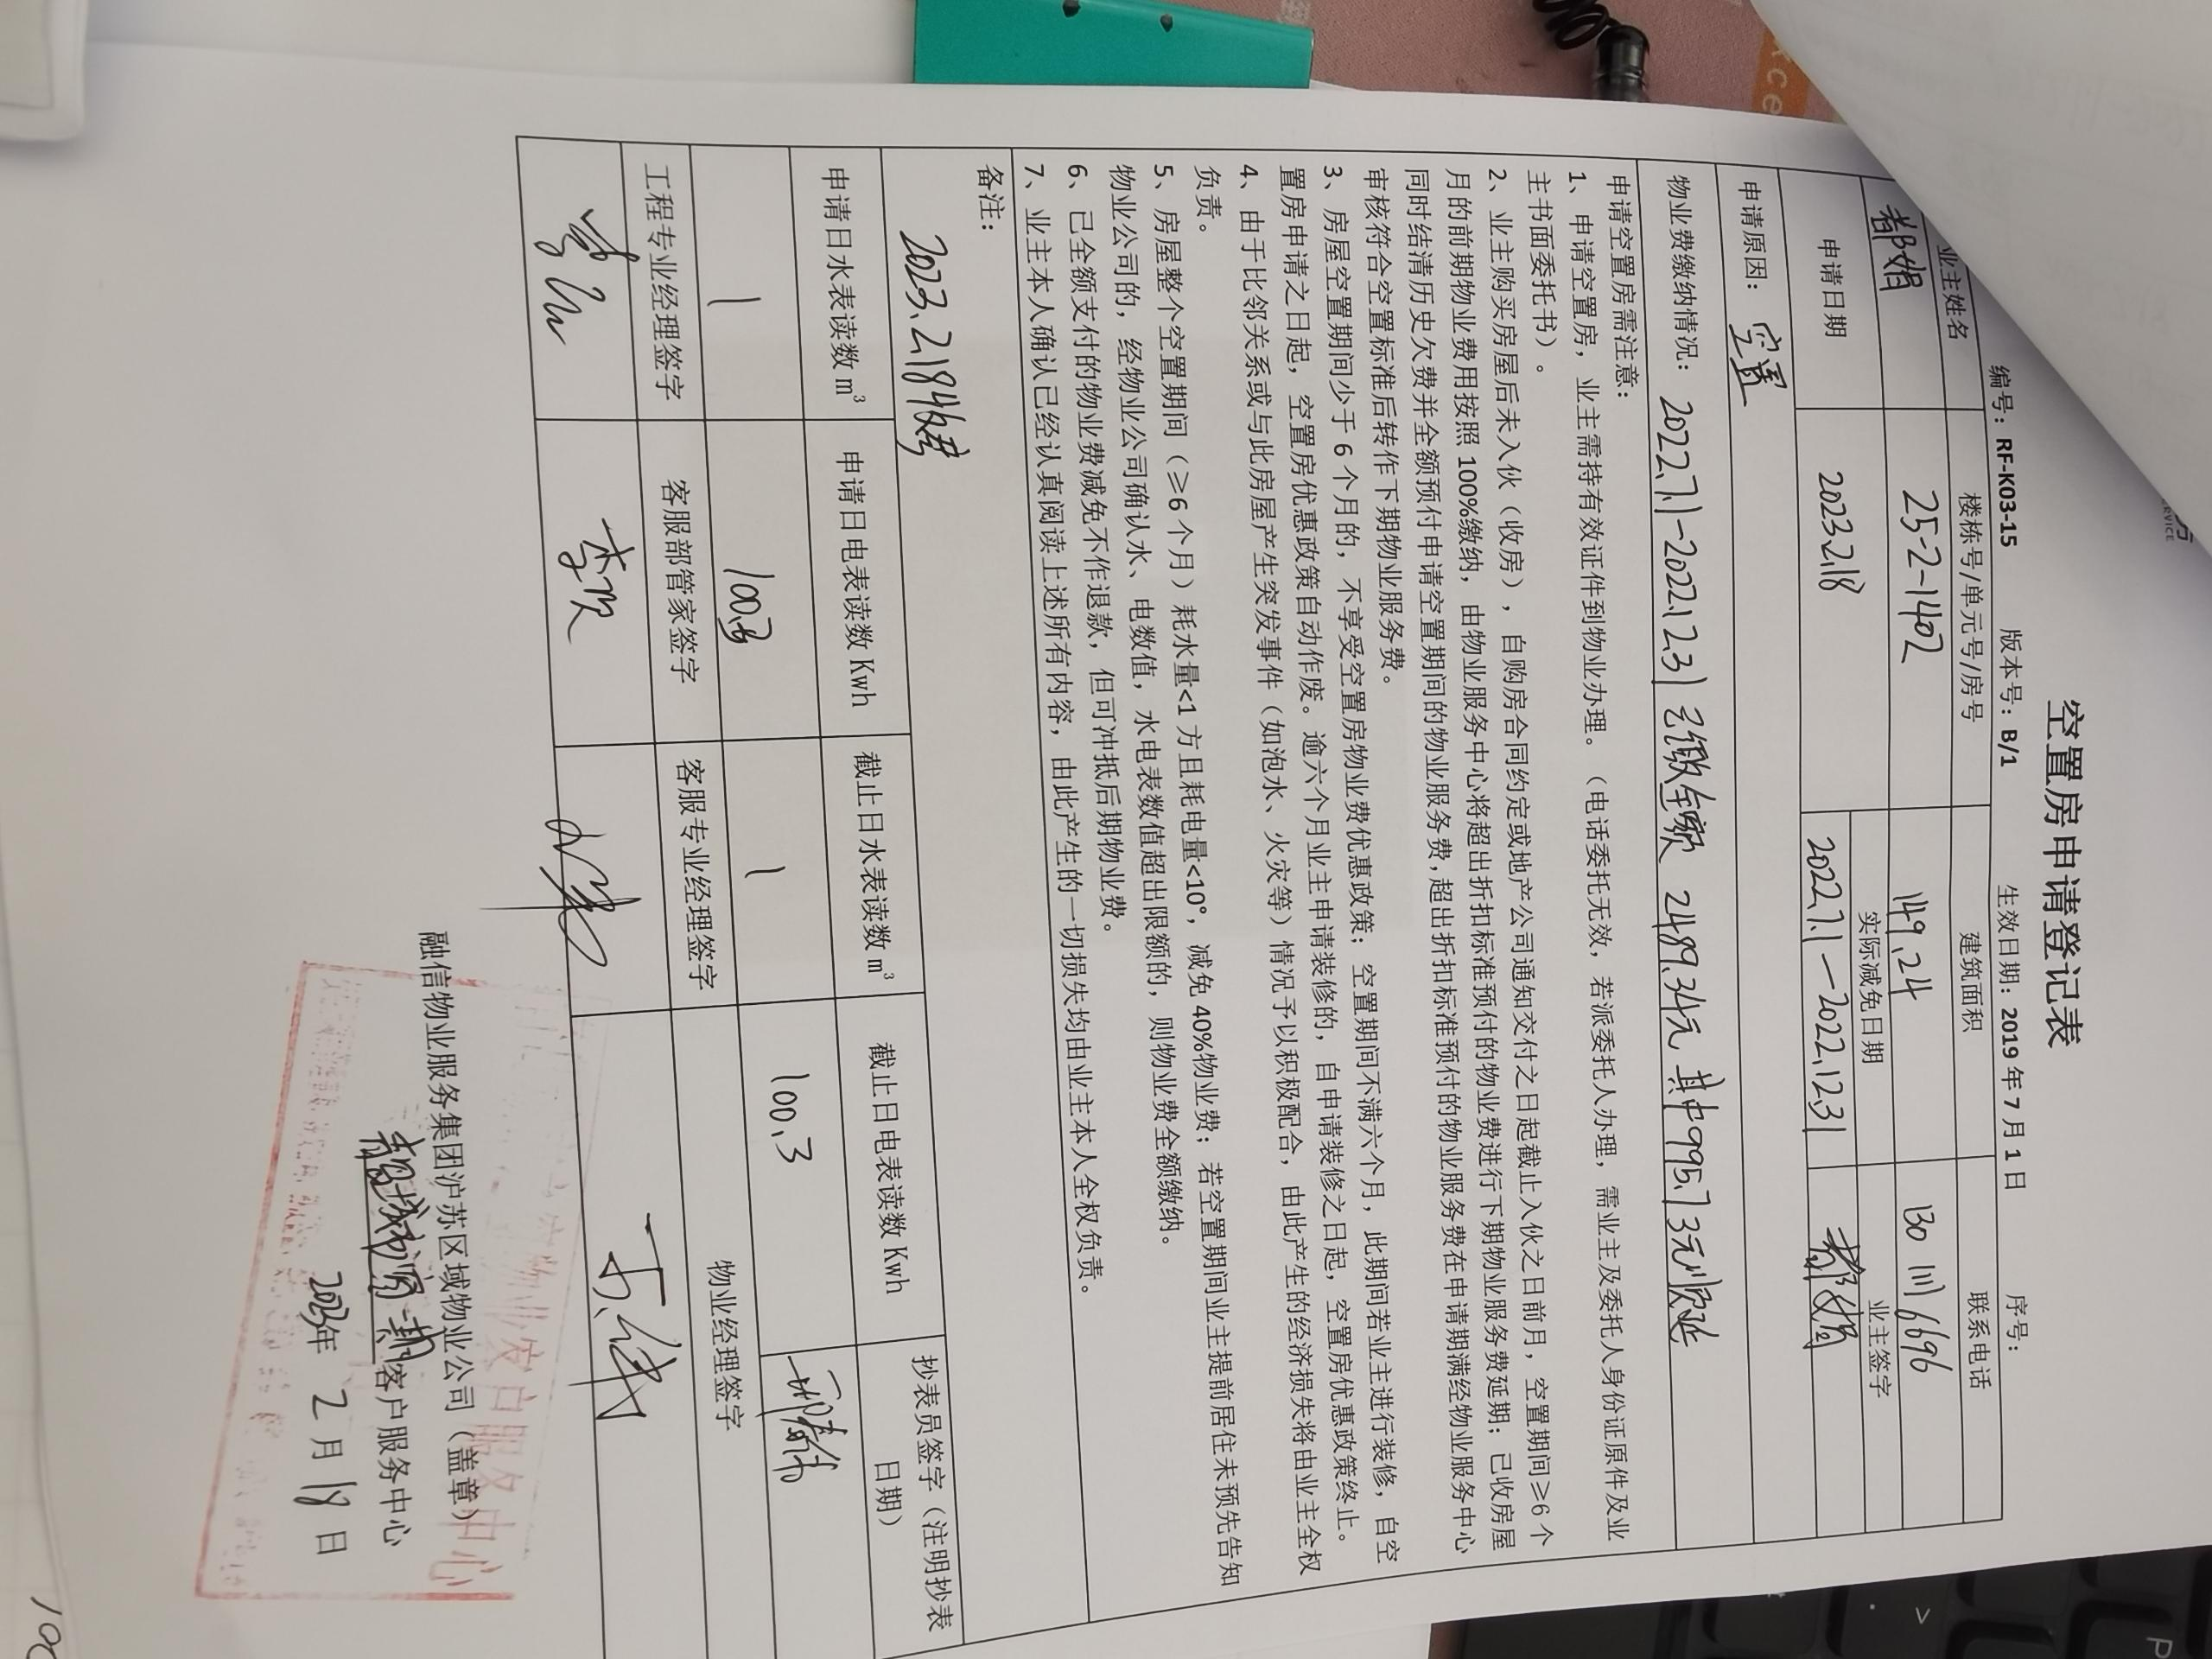 SERVICE
空置房申请登记表
编号：RF-K03-15 版本号：B/1 生效日期：2019年7月1日 序号：
业主姓名 楼栋号/单元号/房号 建筑面积 联系电话
25-2-1402 149.24
申请日期 2023.2.18 实际减免日期 业主签字
2022.7.1-2022.12.31
申请原因：空置
物业费缴纳情况：2022.7.1-2022.12.31 已缴全额 2489.34元 其中995.73元顺延
申请空置房需注意：
1、申请空置房，业主需持有效证件到物业办理。（电话委托无效，若派委托人办理，需业主及委托人身份证原件及业
主书面委托书）。
2、业主购买房屋后未入伙（收房），自购房合同约定或地产公司通知交付之日起截止入伙之日前月，空置期间≥6个
月的前期物业费用按照100%缴纳，由物业服务中心将超出折扣标准预付的物业费进行下期物业服务费延期；已收房屋
同时结清历史欠费并全额预付申请空置期间的物业服务费,超出折扣标准预付的物业服务费在申请期满经物业服务中心
审核符合空置标准后转作下期物业服务费。
3、房屋空置期间少于6个月的，不享受空置房物业费优惠政策；空置期间不满六个月，此期间若业主进行装修，自空
置房申请之日起，空置房优惠政策自动作废。逾六个月业主申请装修的，自申请装修之日起，空置房优惠政策终止。
4、由于比邻关系或与此房屋产生突发事件（如泡水、火灾等）情况予以积极配合，由此产生的经济损失将由业主全权
负责。
5、房屋整个空置期间（≥6个月）耗水量<1方且耗电量<10°，减免40%物业费；若空置期间业主提前居住未预先告知
物业公司的，经物业公司确认水、电数值，水电表数值超出限额的，则物业费全额缴纳。
6、已全额支付的物业费减免不作退款，但可冲抵后期物业费。
7、业主本人确认已经认真阅读上述所有内容，由此产生的一切损失均由业主本人全权负责。
备注：
2023.2.18
申请日水表读数m³ 申请日电表读数Kwh 截止日水表读数m³ 截止日电表读数Kwh 抄表员签字（注明抄表
日期）
1 100.3 1 100.3
工程专业经理签字 客服部管家签字 客服专业经理签字 物业经理签字
融信物业服务集团沪苏区域物业公司（盖章）
客户服务中心
2023年 2月 18日